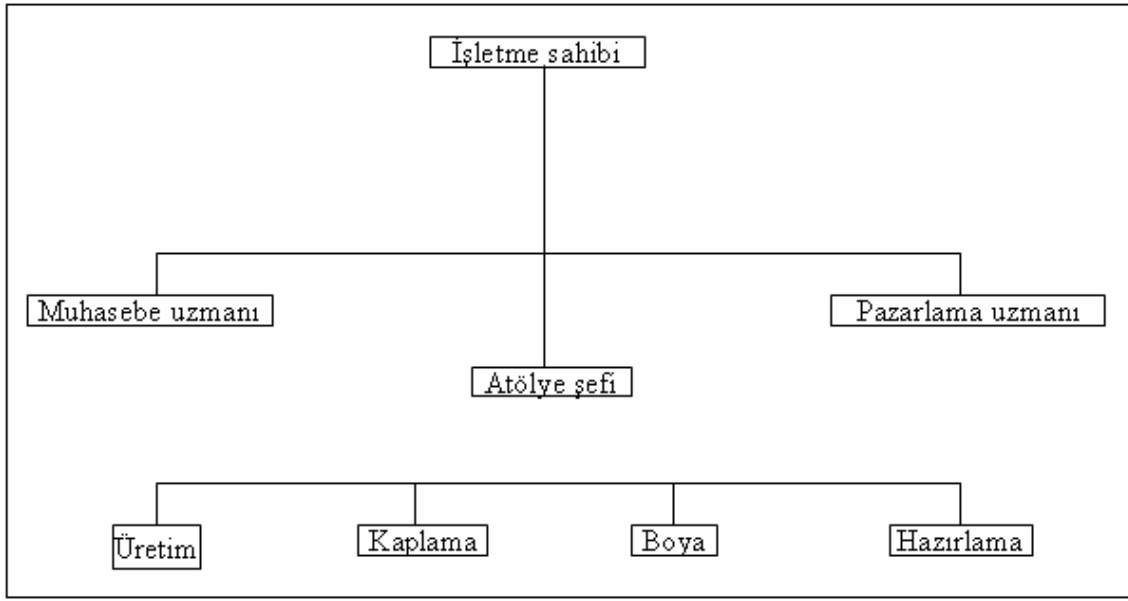 İşletme sahibi
Muhasebe uzmanı
Pazarlama uzmanı
Atölye şefi
Üretim
Kaplama
Boya
Hazırlama